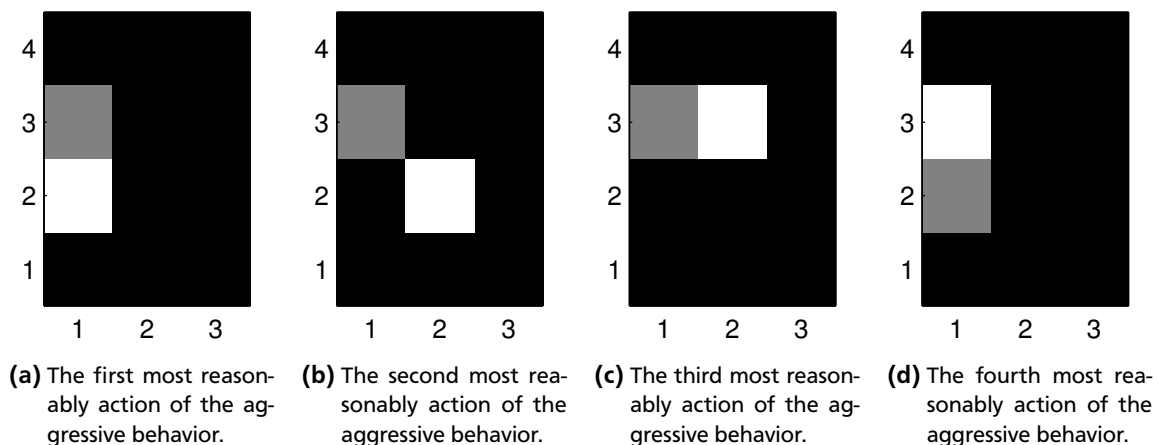 4
3
2
1
1 2 3
4
3
2
1
1 2 3
4
3
2
1
1 2 3
4
3
2
1
1 2 3
(a) The first most reason-
ably action of the ag-
gressive behavior.
(b) The second most rea-
sonably action of the
aggressive behavior.
(c) The third most reason-
ably action of the ag-
gressive behavior.
(d) The fourth most rea-
sonably action of the
aggressive behavior.